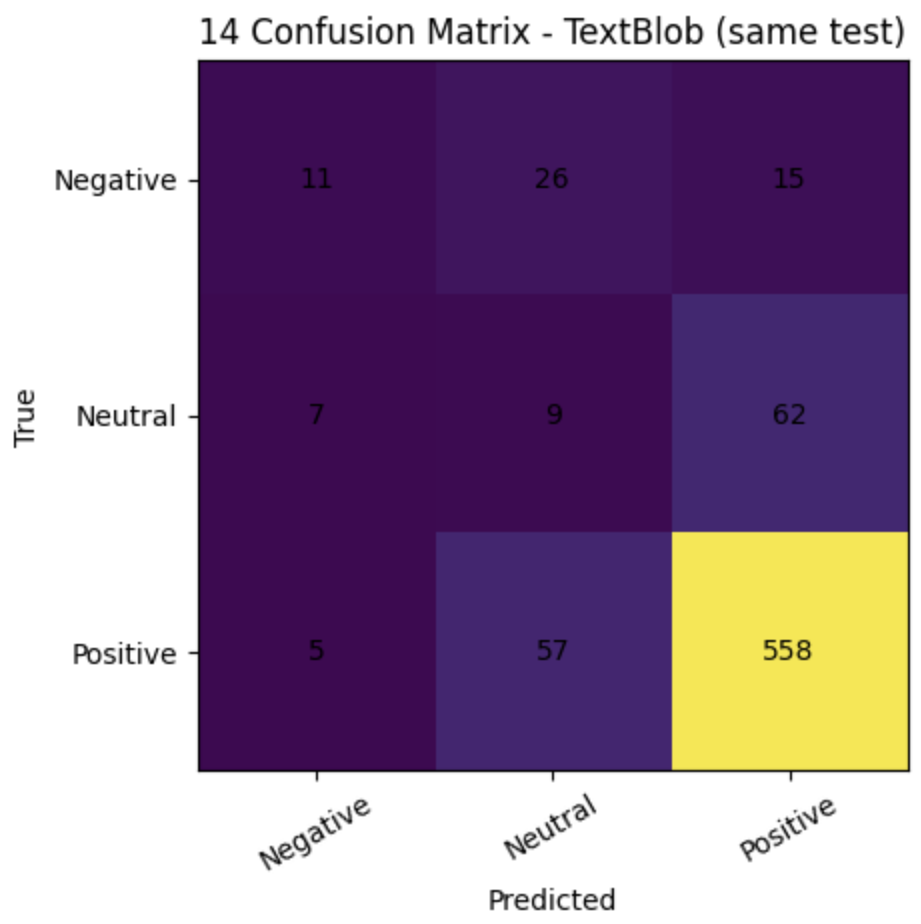 14 Confusion Matrix - TextBlob (same test)
Negative 11 26 15
Neutral 7 9 62
Positive 5 57 558
True
Negative Neutral Positive
Predicted